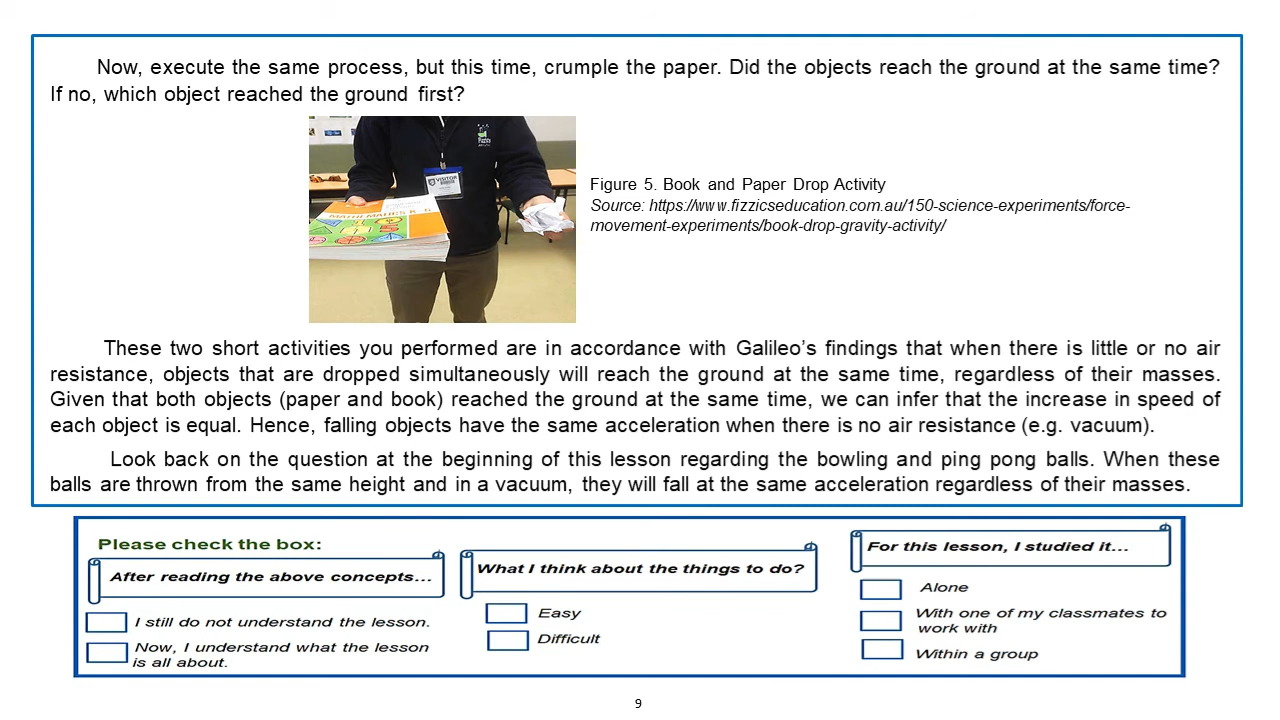 Now, execute the same process, but this time, crumple the paper. Did the objects reach the ground at the same time?
If no, which object reached the ground first?
VISITOR
MATHEMATICS K-6
Figure 5. Book and Paper Drop Activity
Source: https://www.fizzicseducation.com.au/150-science-experiments/force-
movement-experiments/book-drop-gravity-activity/
These two short activities you performed are in accordance with Galileo’s findings that when there is little or no air
resistance, objects that are dropped simultaneously will reach the ground at the same time, regardless of their masses.
Given that both objects (paper and book) reached the ground at the same time, we can infer that the increase in speed of
each object is equal. Hence, falling objects have the same acceleration when there is no air resistance (e.g. vacuum).
Look back on the question at the beginning of this lesson regarding the bowling and ping pong balls. When these
balls are thrown from the same height and in a vacuum, they will fall at the same acceleration regardless of their masses.
Please check the box:
After reading the above concepts…
I still do not understand the lesson.
Now, I understand what the lesson
is all about.
What I think about the things to do?
Easy
Difficult
For this lesson, I studied it…
Alone
With one of my classmates to
work with
Within a group
9